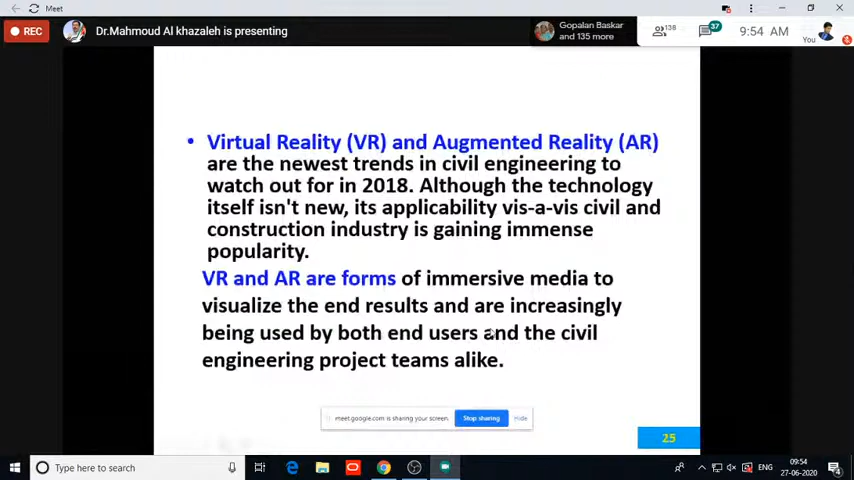 Meet
REC
Dr.Mahmoud Al khazaleh is presenting
Gopalan Baskar
and 135 more
138
37
9:54 AM
You
• Virtual Reality (VR) and Augmented Reality (AR)
are the newest trends in civil engineering to
watch out for in 2018. Although the technology
itself isn't new, its applicability vis-a-vis civil and
construction industry is gaining immense
popularity.
VR and AR are forms of immersive media to
visualize the end results and are increasingly
being used by both end users and the civil
engineering project teams alike.
meet.google.com is sharing your screen.
Stop sharing
Hide
25
Type here to search
ENG
09:54
27-06-2020
4